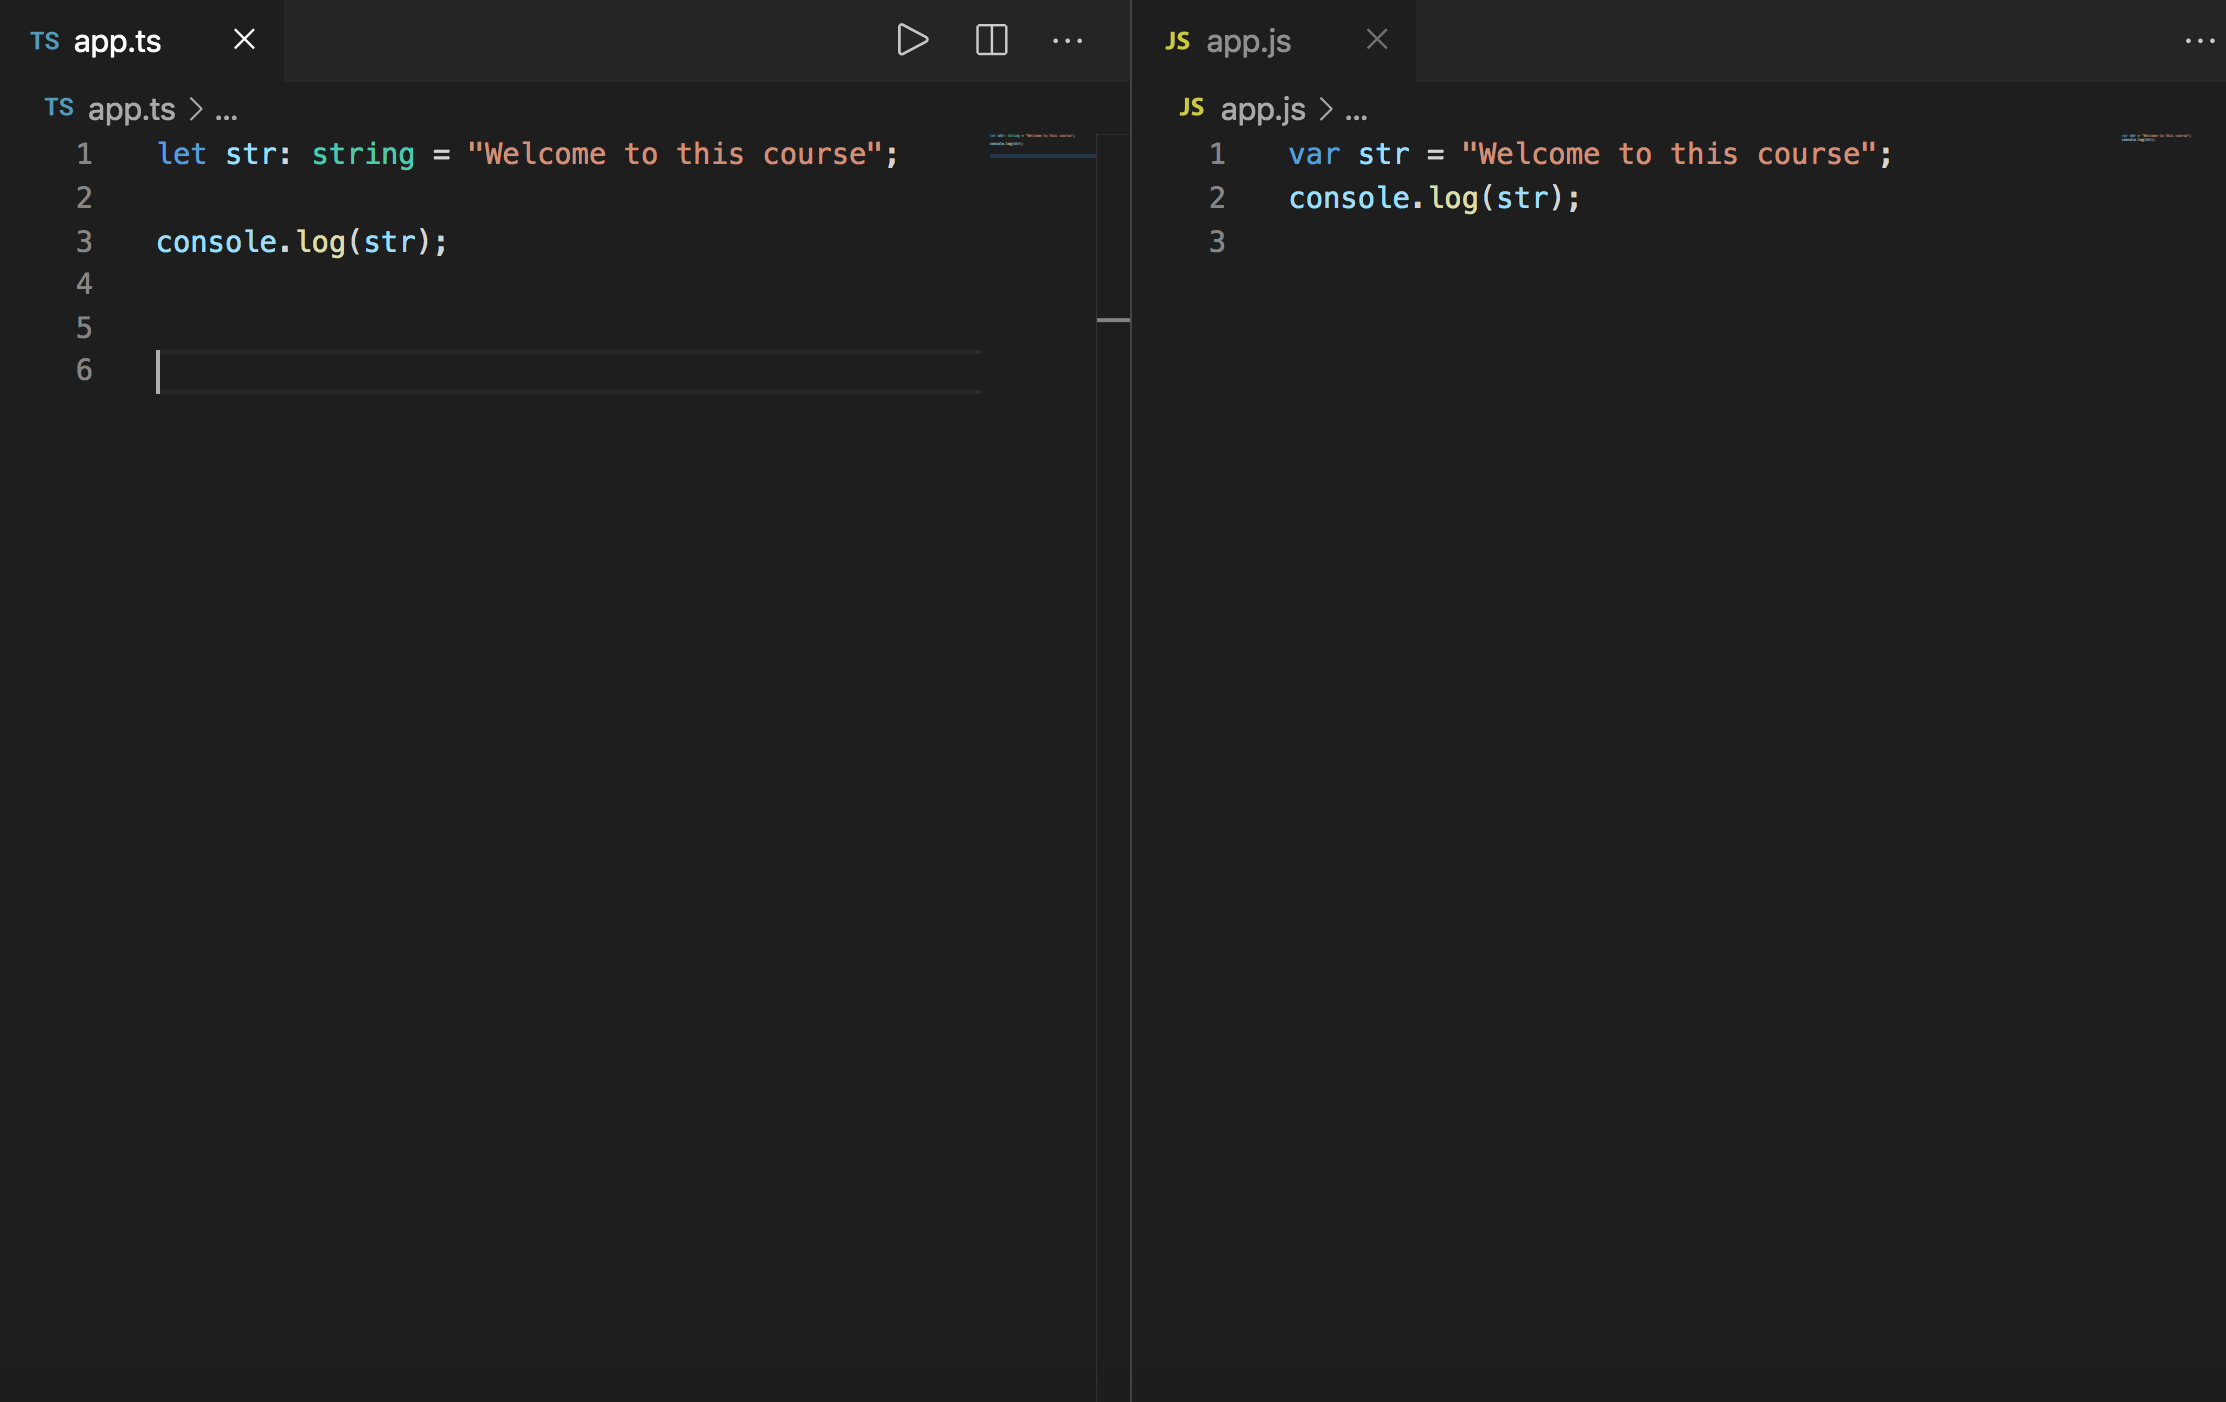 TS app.ts
TS app.ts > ...
1 let str: string = "Welcome to this course";
2
3 console.log(str);
4
5
6
JS app.js
JS app.js > ...
1 var str = "Welcome to this course";
2 console.log(str);
3